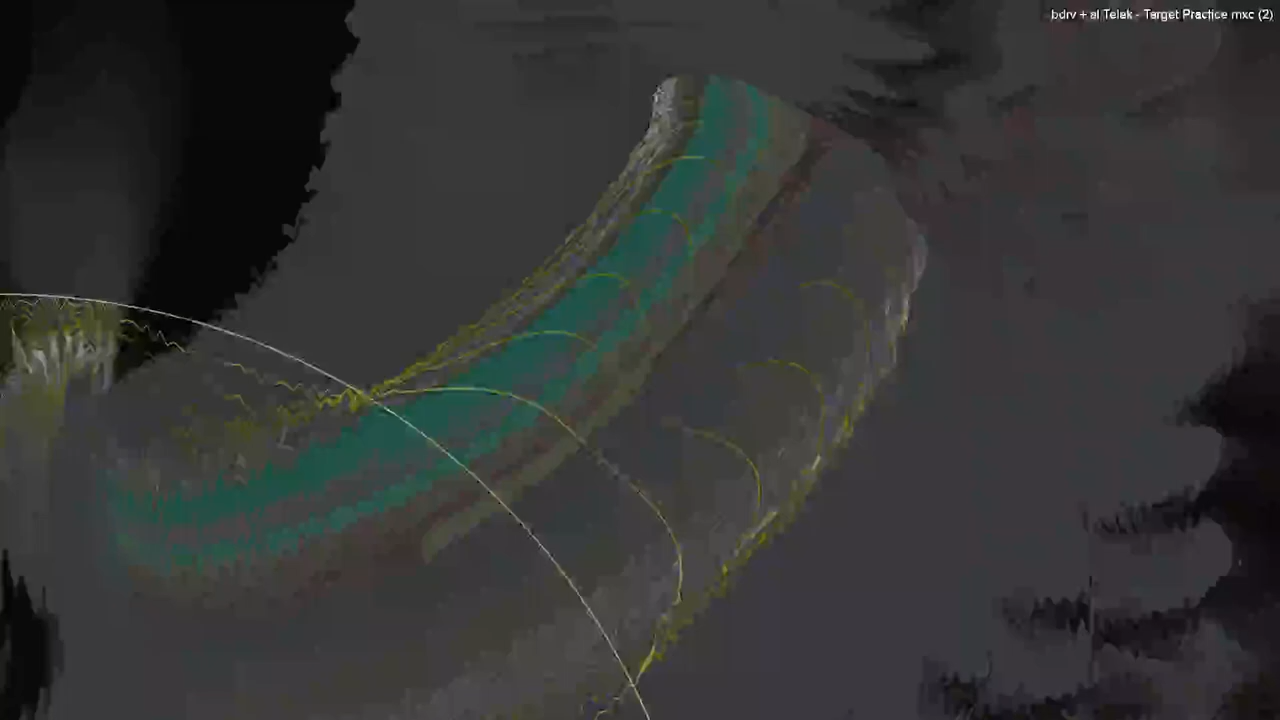 bdrv + al Telek - Target Practice mxc (2)